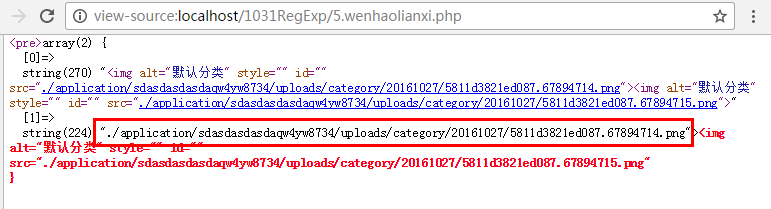 view-source:localhost/1031RegExp/5.wenhaolianxi.php
<pre>array(2) {
[0]=>
string(270) "<img alt="默认分类" style="" id=""
src="./application/sdasdasdasdaqw4yw8734/uploads/category/20161027/5811d3821ed087.67894714.png"><img alt="默认分类"
style="" id="" src="./application/sdasdasdasdaqw4yw8734/uploads/category/20161027/5811d3821ed087.67894715.png">"
[1]=>
string(224) "./application/sdasdasdasdaqw4yw8734/uploads/category/20161027/5811d3821ed087.67894714.png"><img
alt="默认分类" style="" id=""
src="./application/sdasdasdasdaqw4yw8734/uploads/category/20161027/5811d3821ed087.67894715.png"
}